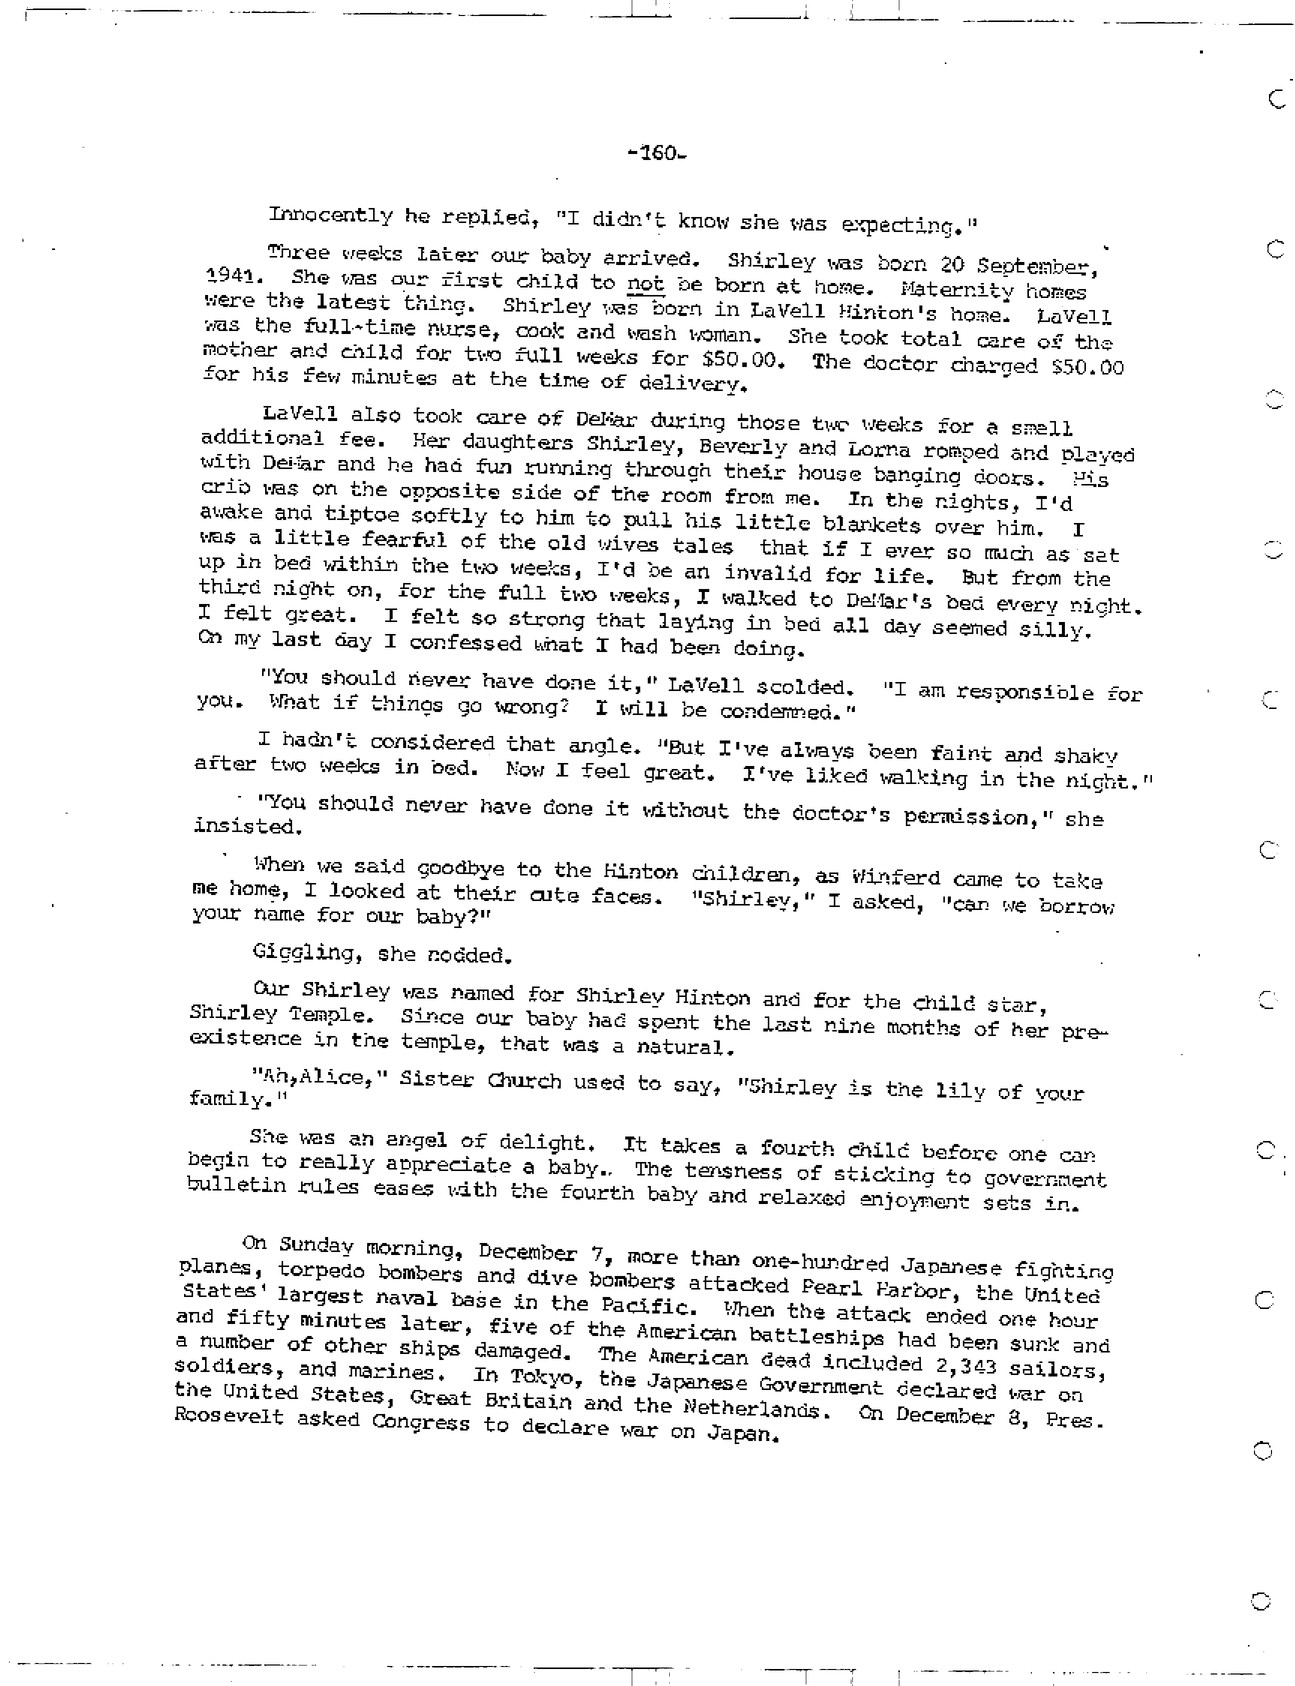 -160-
Innocently he replied, "I didn't know she was expecting."
Three weeks later our baby arrived. Shirley was born 20 September,
1941. She was our first child to not be born at home. Maternity homes
were the latest thing. Shirley was born in LaVell Hinton's home. LaVell
was the full-time nurse, cook and wash woman. She took total care of the
mother and child for two full weeks for $50.00. The doctor charged $50.00
for his few minutes at the time of delivery.
LaVell also took care of DeMar during those two weeks for a small
additional fee. Her daughters Shirley, Beverly and Lorna romped and played
with DeMar and he had fun running through their house banging doors. His
crib was on the opposite side of the room from me. In the nights, I'd
awake and tiptoe softly to him to pull his little blankets over him. I
was a little fearful of the old wives tales that if I ever so much as sat
up in bed within the two weeks, I'd be an invalid for life. But from the
third night on, for the full two weeks, I walked to DeMar's bed every night.
I felt great. I felt so strong that laying in bed all day seemed silly.
On my last day I confessed what I had been doing.
"You should never have done it," LaVell scolded. "I am responsible for
you. What if things go wrong? I will be condemned."
I hadn't considered that angle. "But I've always been faint and shaky
after two weeks in bed. Now I feel great. I've liked walking in the night."
"You should never have done it without the doctor's permission," she
insisted.
When we said goodbye to the Hinton children, as Winferd came to take
me home, I looked at their cute faces. "Shirley," I asked, "can we borrow
your name for our baby?"
Giggling, she nodded.
Our Shirley was named for Shirley Hinton and for the child star,
Shirley Temple. Since our baby had spent the last nine months of her pre-
existence in the temple, that was a natural.
"Ah,Alice," Sister Church used to say, "Shirley is the lily of your
family."
She was an angel of delight. It takes a fourth child before one can
begin to really appreciate a baby.. The tensness of sticking to government
bulletin rules eases with the fourth baby and relaxed enjoyment sets in.
On Sunday morning, December 7, more than one-hundred Japanese fighting
planes, torpedo bombers and dive bombers attacked Pearl Harbor, the United
States' largest naval base in the Pacific. When the attack ended one hour
and fifty minutes later, five of the American battleships had been sunk and
a number of other ships damaged. The American dead included 2,343 sailors,
soldiers, and marines. In Tokyo, the Japanese Government declared war on
the United States, Great Britain and the Netherlands. On December 8, Pres.
Roosevelt asked Congress to declare war on Japan.